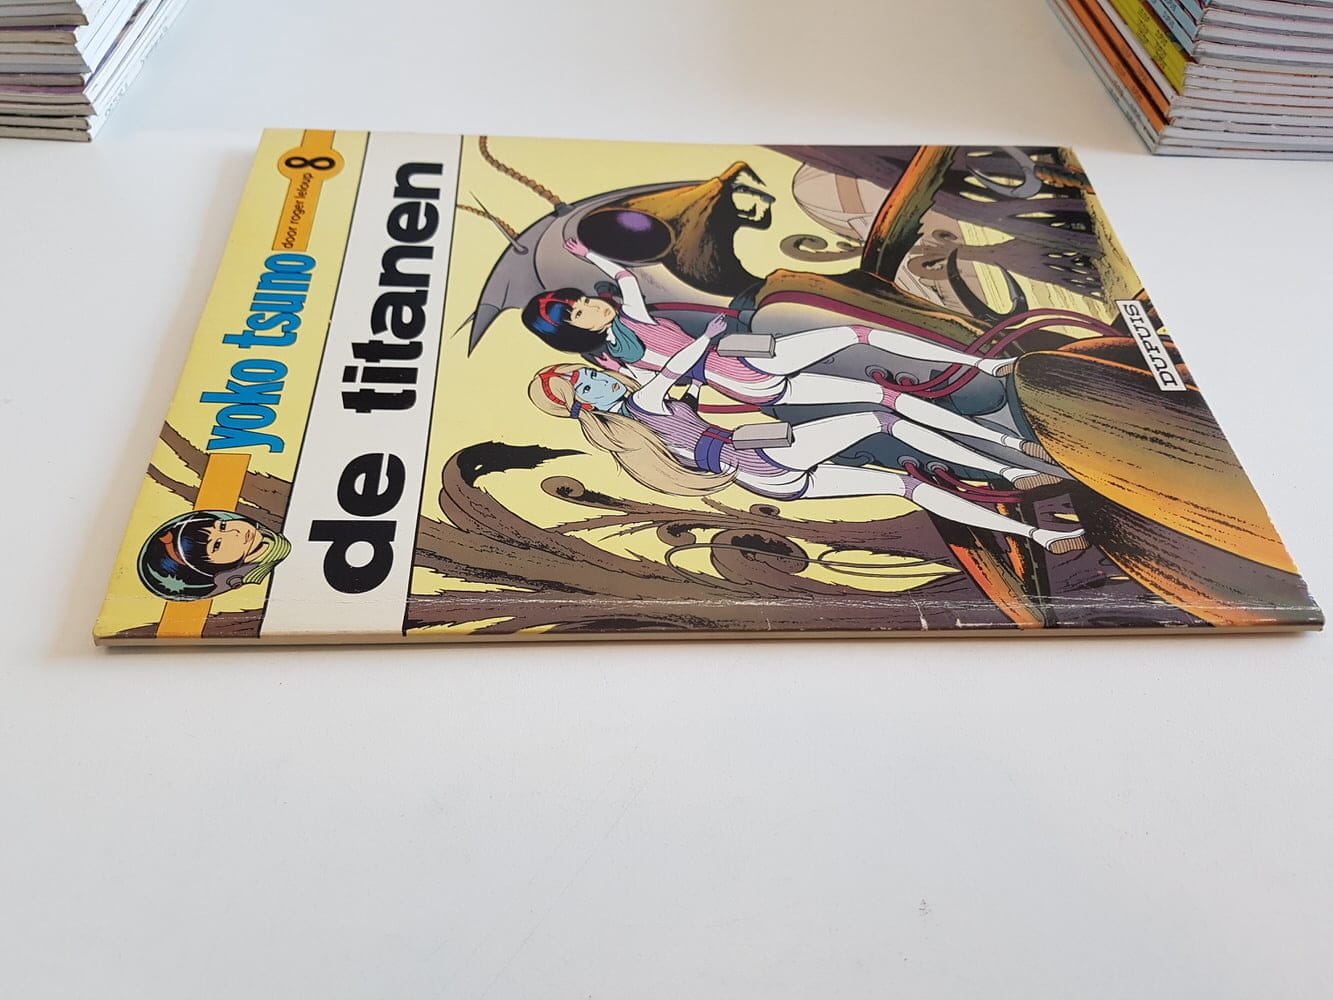 yoko tsuno
door roger leloup
8
de titanen
DUPUIS